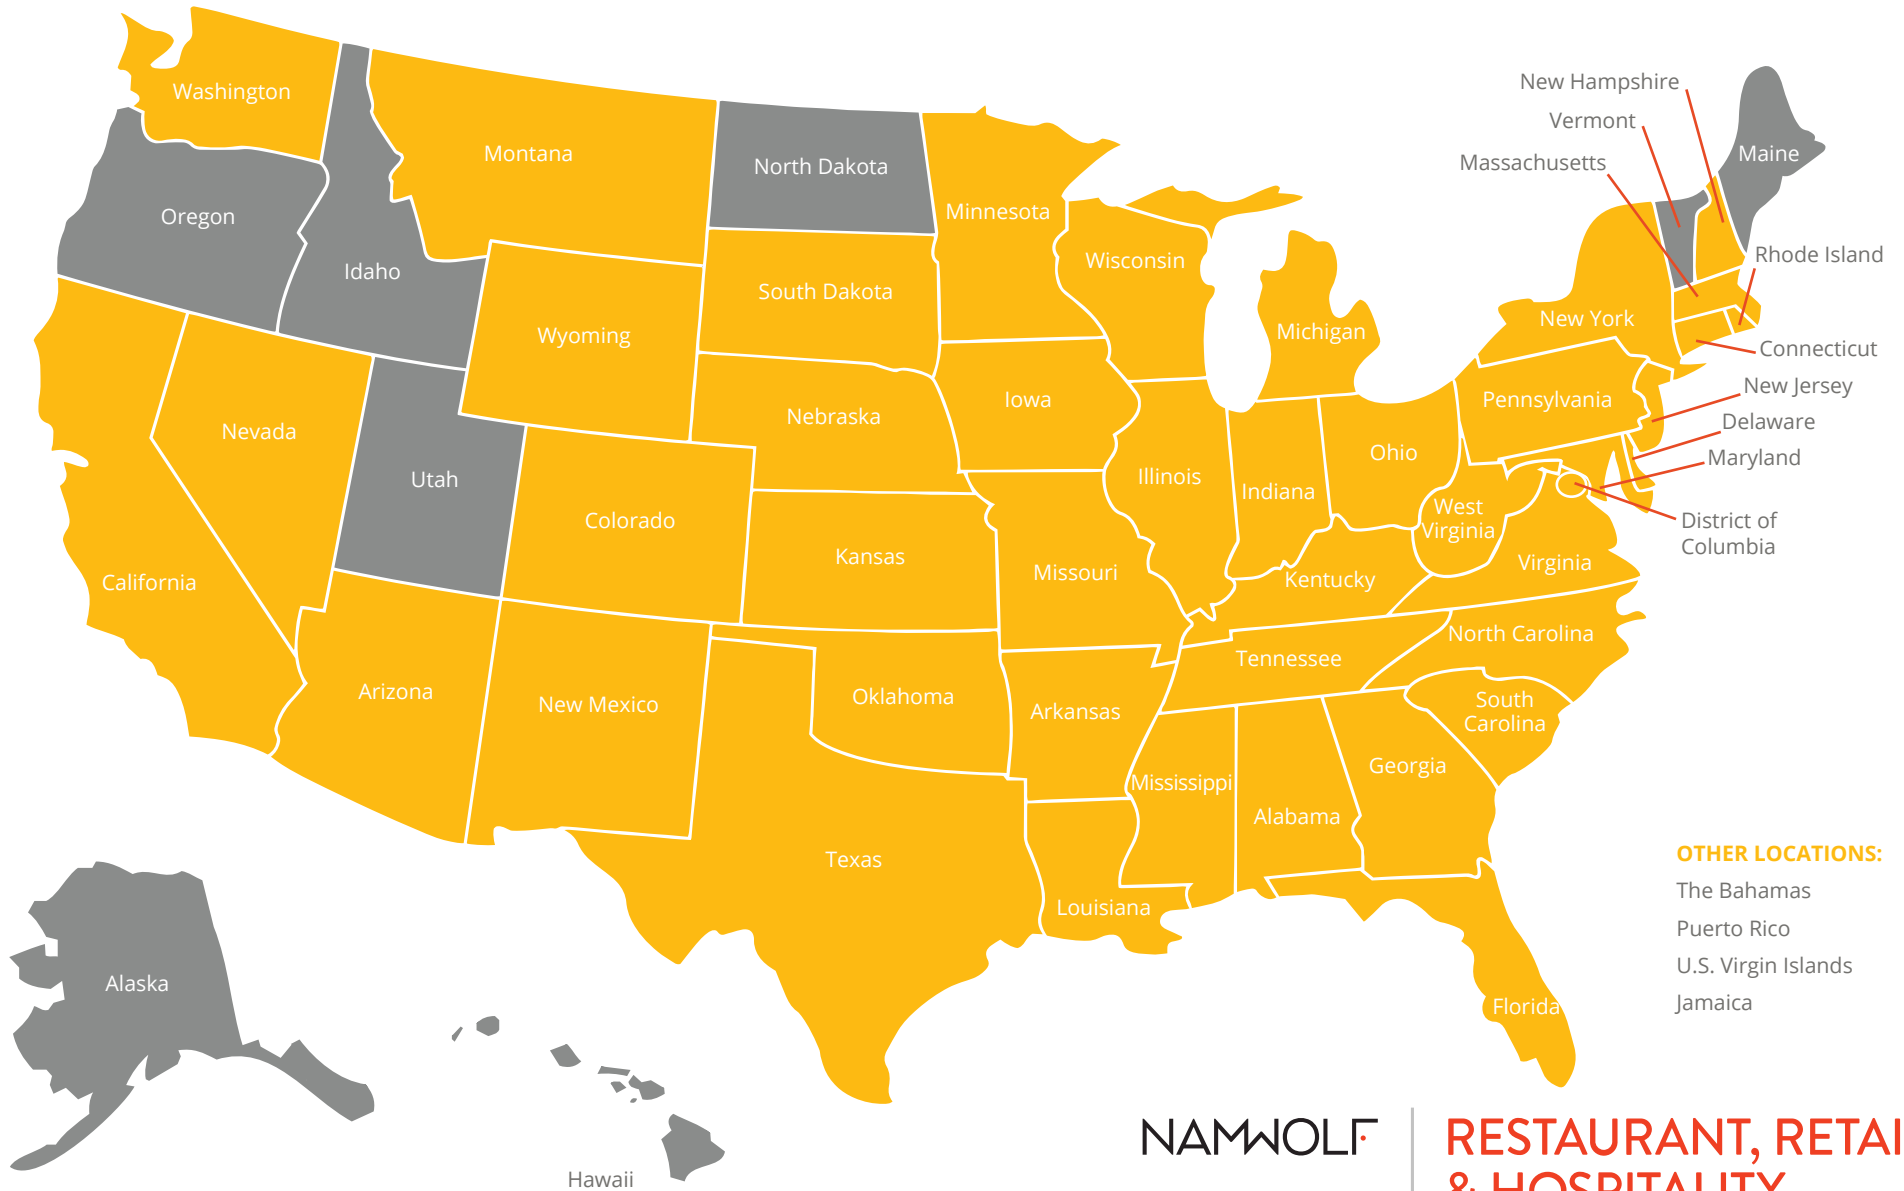 Washington
Montana
North Dakota
Minnesota
Oregon
Idaho
Wisconsin
South Dakota
Wyoming
Michigan
New Hampshire
Vermont
Massachusetts
Maine
Rhode Island
New York
Connecticut
New Jersey
Pennsylvania
Delaware
Maryland
District of
Columbia
Nebraska
Iowa
Nevada
Utah
Ohio
Illinois
Indiana
West
Virginia
Virginia
Colorado
Kansas
Missouri
Kentucky
California
North Carolina
Tennessee
Arizona
New Mexico
Oklahoma
Arkansas
South
Carolina
Georgia
Mississippi
Alabama
Texas
Louisiana
Florida
Alaska
Hawaii
OTHER LOCATIONS:
The Bahamas
Puerto Rico
U.S. Virgin Islands
Jamaica
NAMWOLF
RESTAURANT, RETAI
& HOSPITALITY